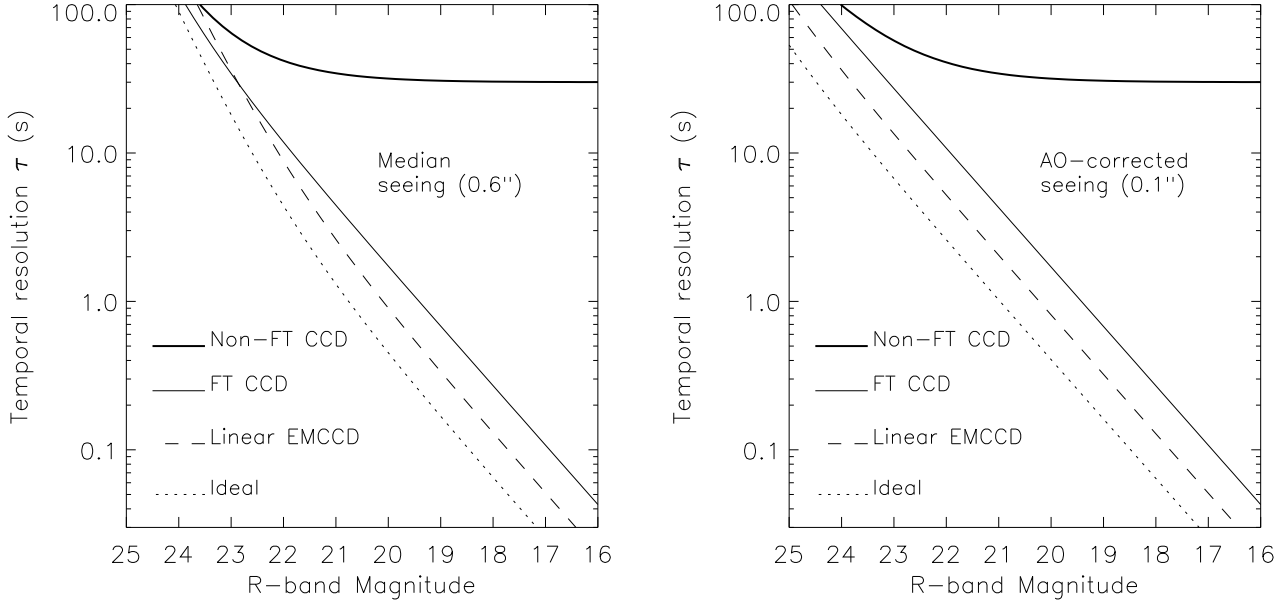 100.0
10.0
1.0
0.1
Temporal resolution τ (s)
Median
seeing (0.6")
Non−FT CCD
FT CCD
Linear EMCCD
Ideal
25 24 23 22 21 20 19 18 17 16
R−band Magnitude
100.0
10.0
1.0
0.1
Temporal resolution τ (s)
AO−corrected
seeing (0.1")
Non−FT CCD
FT CCD
Linear EMCCD
Ideal
25 24 23 22 21 20 19 18 17 16
R−band Magnitude